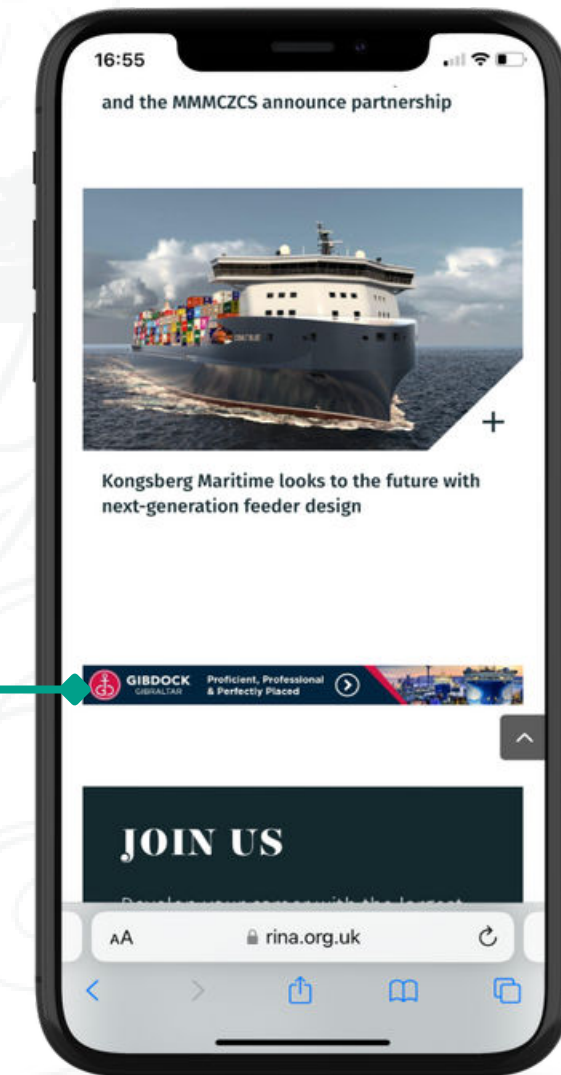 16:55
and the MMMCZCS announce partnership
Kongsberg Maritime looks to the future with
next-generation feeder design
GIBDOCK
GIBRALTAR
Proficient, Professional
& Perfectly Placed
JOIN US
AA
rina.org.uk